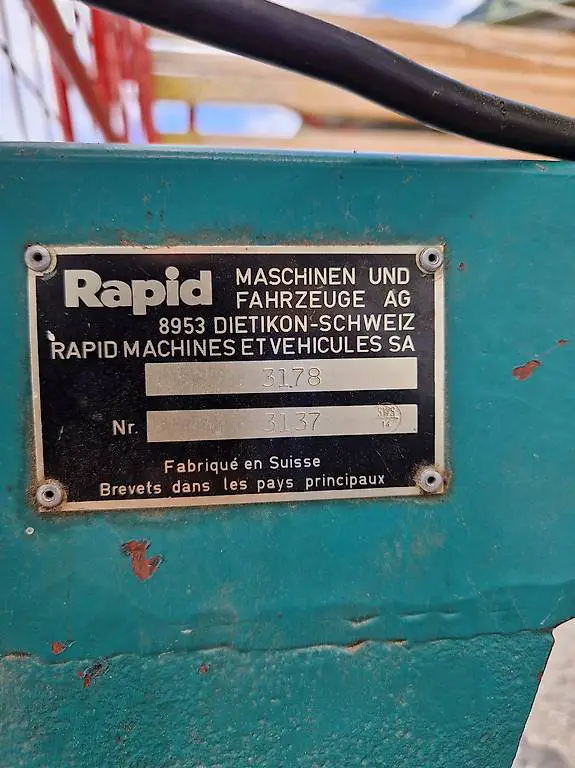 Rapid MASCHINEN UND
FAHRZEUGE AG
8953 DIETIKON-SCHWEIZ
RAPID MACHINES ET VEHICULES SA
3178
Nr. 3137
Fabriqué en Suisse
Brevets dans les pays principaux